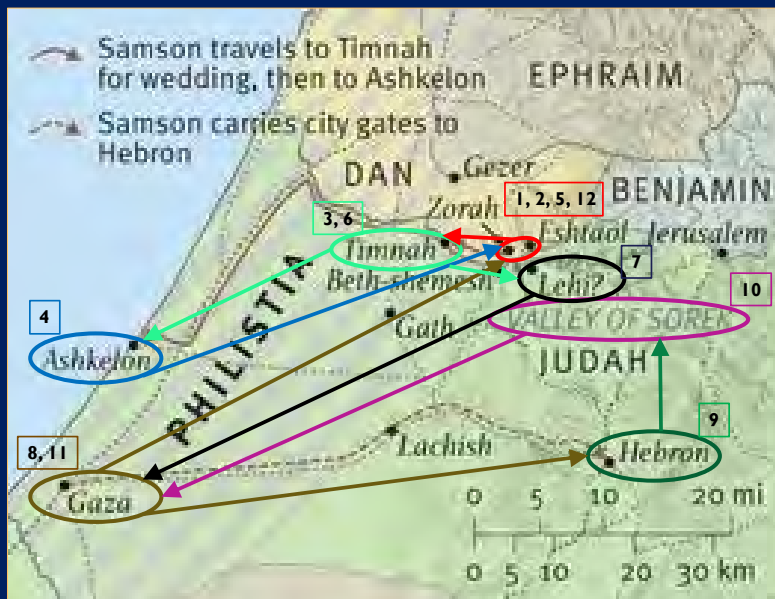 Samson travels to Timnah
for wedding, then to Ashkelon
Samson carries city gates to
Hebron
EPHRAIM
DAN
Gezer
BENJAMIN
3, 6
Zorah
1, 2, 5, 12
Eshtaol
Jerusalem
Timnah
Beth-shemesh
7
Lehi?
10
4
VALLEY OF SOREK
Gath
Ashkelon
JUDAH
PHILISTIA
9
8, 11
Lachish
Hebron
Gaza
0 5 10 20 mi
0 5 10 20 30 km